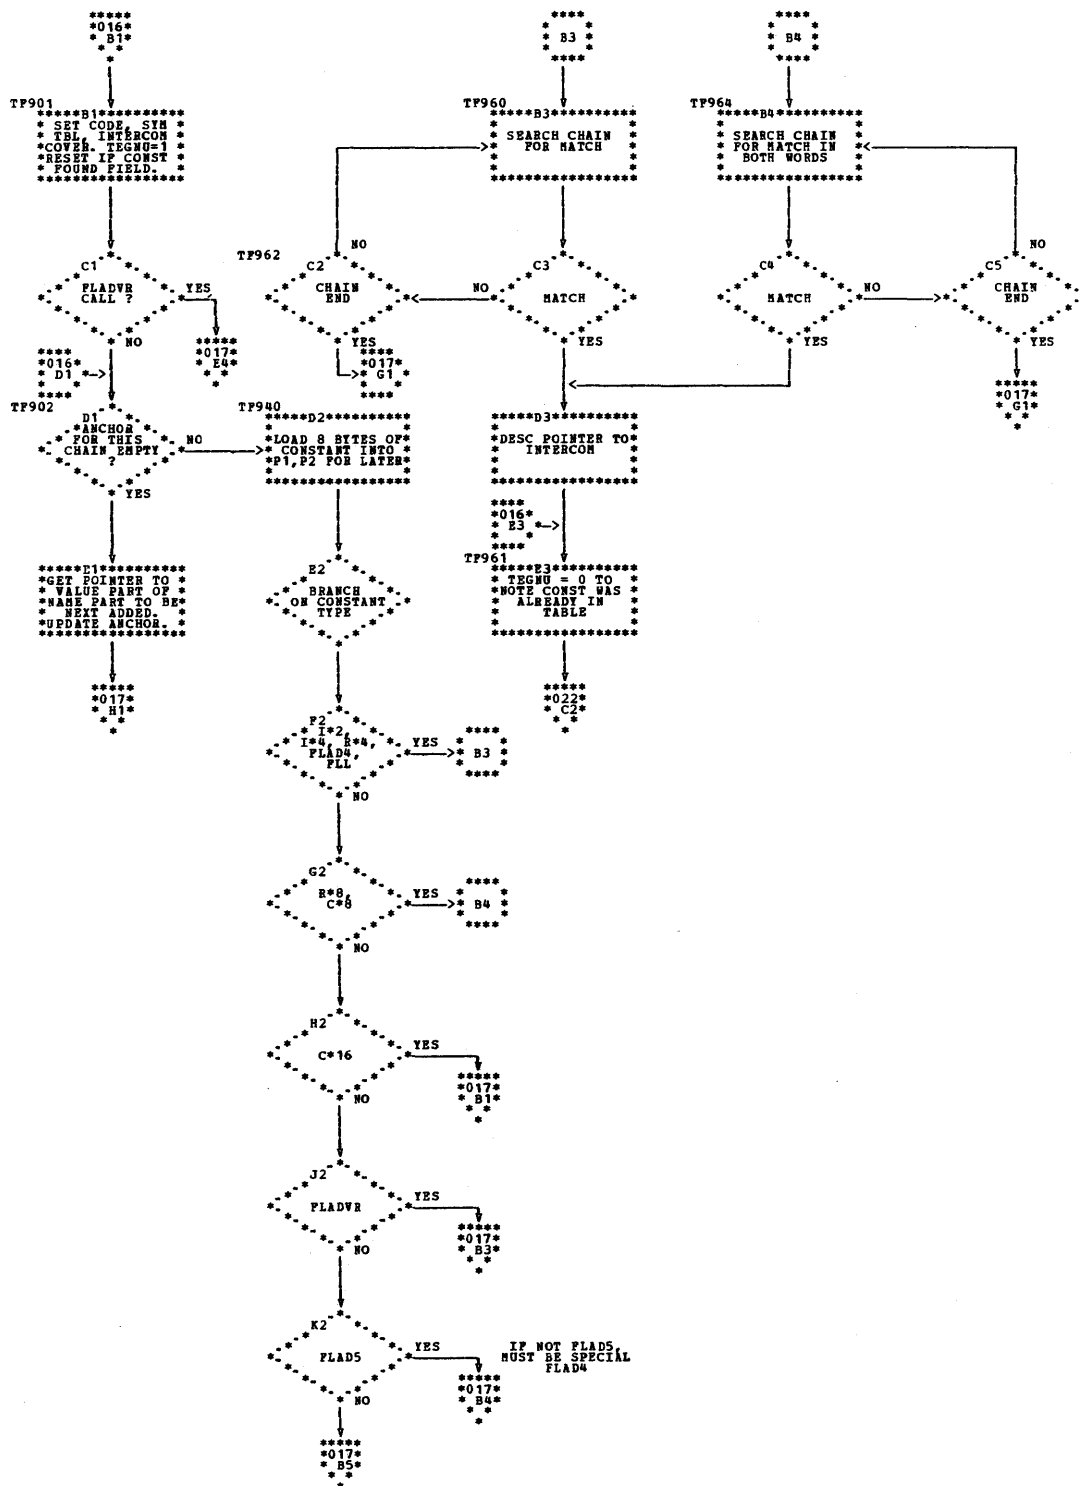 016
B1
B3
B4
TF901
B1
SET CODE, SYM
TBL, INTERCOM
COVER. TEGNU=1
RESET IF CONST
FOUND FIELD.
TF960
B3
SEARCH CHAIN
FOR MATCH
TF964
B4
SEARCH CHAIN
FOR MATCH IN
BOTH WORDS
C1
FLADVR
CALL ?
YES
NO
017
E4
TF962
NO
C2
CHAIN
END
YES
017
G1
C3
MATCH
NO
YES
C4
MATCH
NO
YES
NO
C5
CHAIN
END
YES
017
G1
016
D1
TF902
D1
ANCHOR
FOR THIS
CHAIN EMPTY
?
NO
YES
TF940
D2
LOAD 8 BYTES OF
CONSTANT INTO
P1,P2 FOR LATER
D3
DESC POINTER TO
INTERCOM
016
E3
E1
GET POINTER TO
VALUE PART OF
NAME PART TO BE
NEXT ADDED.
UPDATE ANCHOR.
E2
BRANCH
ON CONSTANT
TYPE
TF961
E3
TEGNU = 0 TO
NOTE CONST WAS
ALREADY IN
TABLE
017
H1
022
C2
F2
I*2,
I*4, R*4,
FLAD4,
FLL
YES
B3
NO
G2
R*8,
C*8
YES
B4
NO
H2
C*16
YES
017
B1
NO
J2
FLADVR
YES
017
B3
NO
K2
FLAD5
YES
017
B4
NO
IF NOT FLAD5,
MUST BE SPECIAL
FLAD4
017
B5